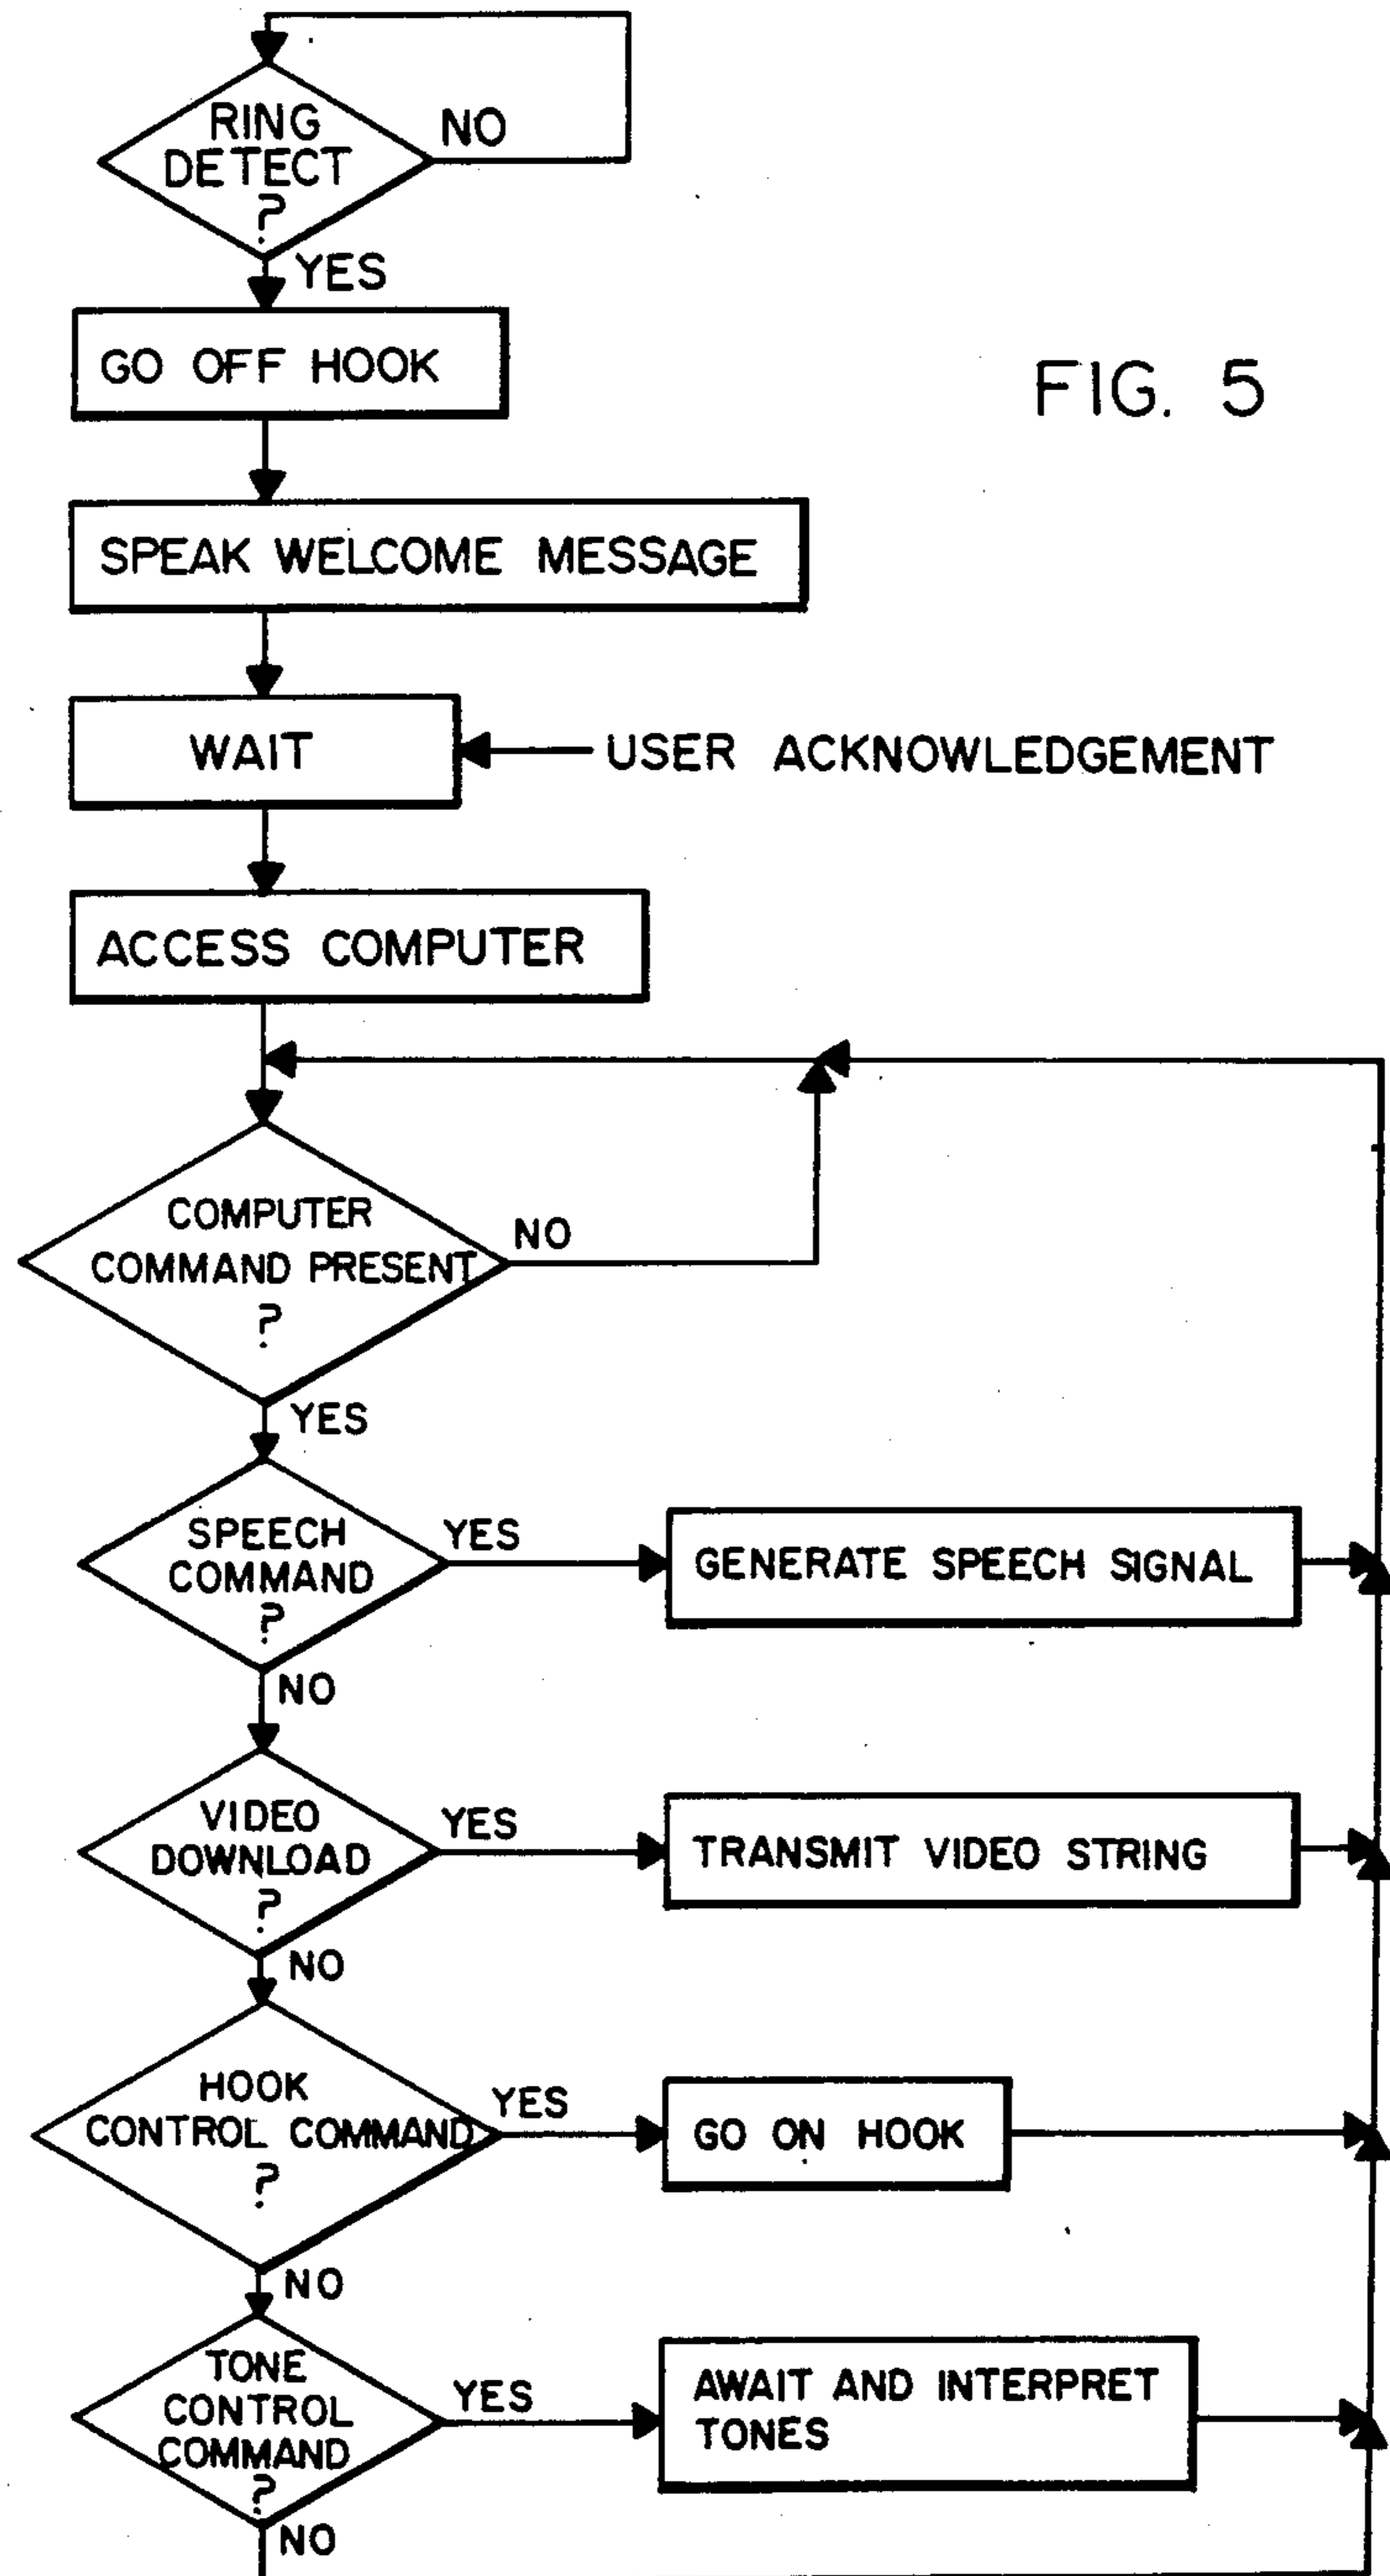 RING
DETECT
?
NO
YES
GO OFF HOOK
FIG. 5
SPEAK WELCOME MESSAGE
WAIT
USER ACKNOWLEDGEMENT
ACCESS COMPUTER
COMPUTER
COMMAND PRESENT
?
NO
YES
SPEECH
COMMAND
?
YES
GENERATE SPEECH SIGNAL
NO
VIDEO
DOWNLOAD
?
YES
TRANSMIT VIDEO STRING
NO
HOOK
CONTROL COMMAND
?
YES
GO ON HOOK
NO
TONE
CONTROL
COMMAND
?
YES
AWAIT AND INTERPRET
TONES
NO